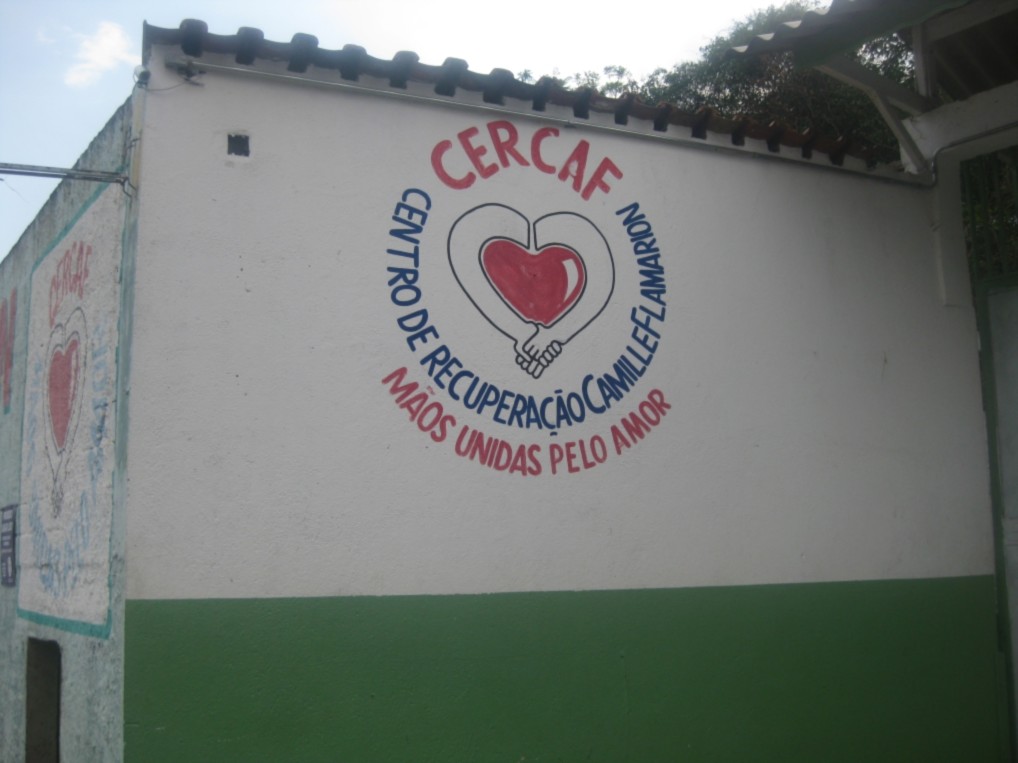 CERCAF
CENTRO DE RECUPERAÇÃO CAMILLE FLAMARION
MÃOS UNIDAS PELO AMOR
CERCAF